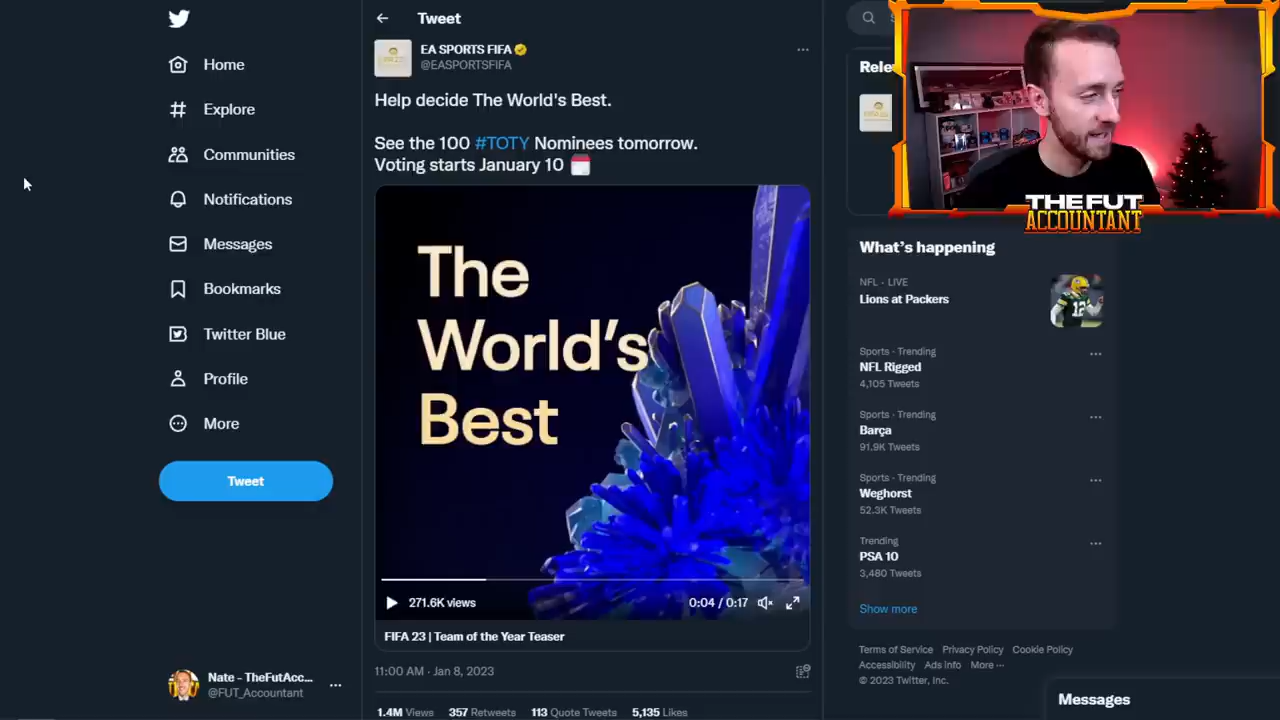 Home
Explore
Communities
Notifications
Messages
Bookmarks
Twitter Blue
Profile
More
Tweet
Nate - TheFutAcc...
@FUT_Accountant
Tweet
EA SPORTS FIFA
@EASPORTSFIFA
Help decide The World's Best.
See the 100 #TOTY Nominees tomorrow.
Voting starts January 10
The
World's
Best
271.6K views
0:04 / 0:17
FIFA 23 | Team of the Year Teaser
11:00 AM · Jan 8, 2023
1.4M Views 357 Retweets 113 Quote Tweets 5,135 Likes
THE FUT
ACCOUNTANT
What's happening
NFL · LIVE
Lions at Packers
Sports · Trending
NFL Rigged
4,105 Tweets
Sports · Trending
Barça
91.9K Tweets
Sports · Trending
Weghorst
52.3K Tweets
Trending
PSA 10
3,480 Tweets
Show more
Terms of Service Privacy Policy Cookie Policy
Accessibility Ads info More ···
© 2023 Twitter, Inc.
Messages